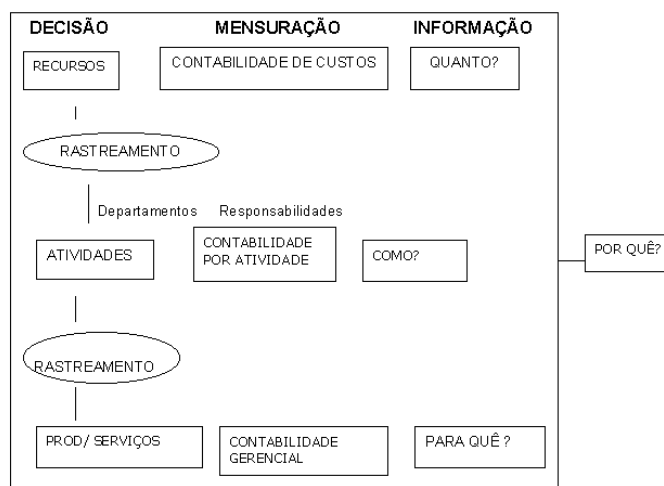 DECISÃO MENSURAÇÃO INFORMAÇÃO
RECURSOS CONTABILIDADE DE CUSTOS QUANTO?
RASTREAMENTO
Departamentos Responsabilidades
ATIVIDADES CONTABILIDADE POR ATIVIDADE COMO? POR QUÊ?
RASTREAMENTO
PROD/ SERVIÇOS CONTABILIDADE GERENCIAL PARA QUÊ ?